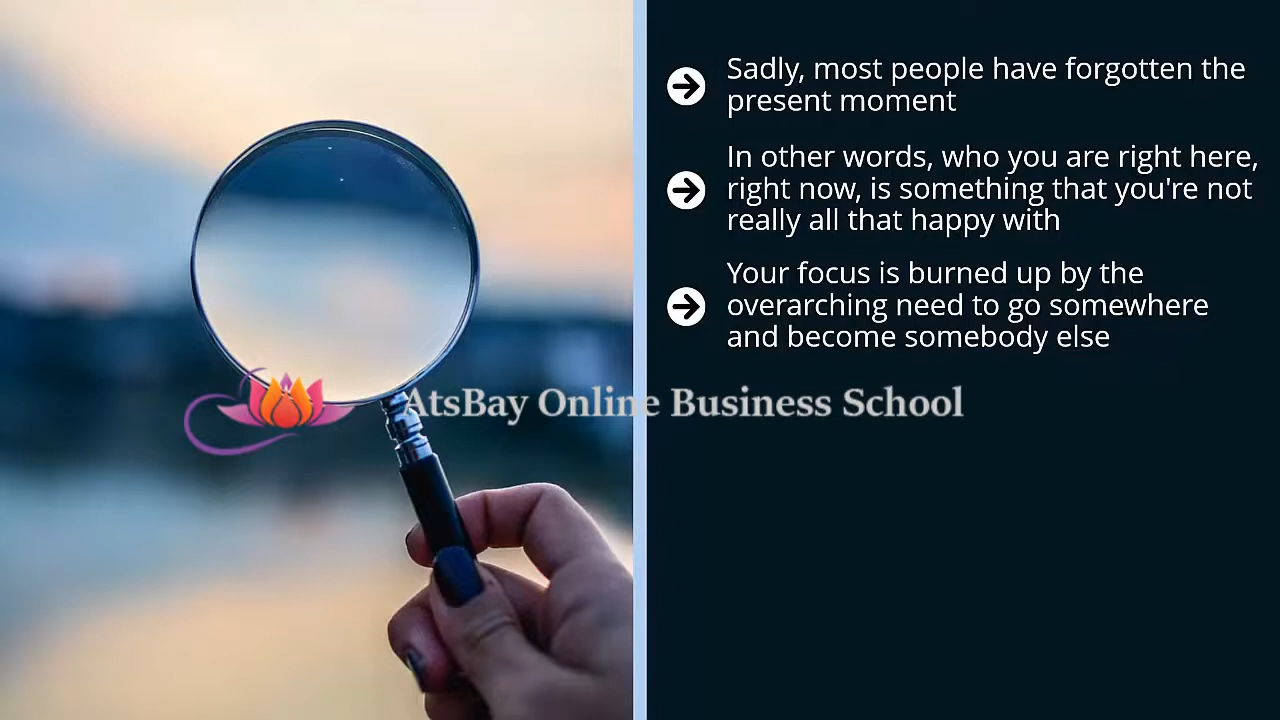 Sadly, most people have forgotten the
present moment
In other words, who you are right here,
right now, is something that you're not
really all that happy with
Your focus is burned up by the
overarching need to go somewhere
and become somebody else
AtsBay Online Business School